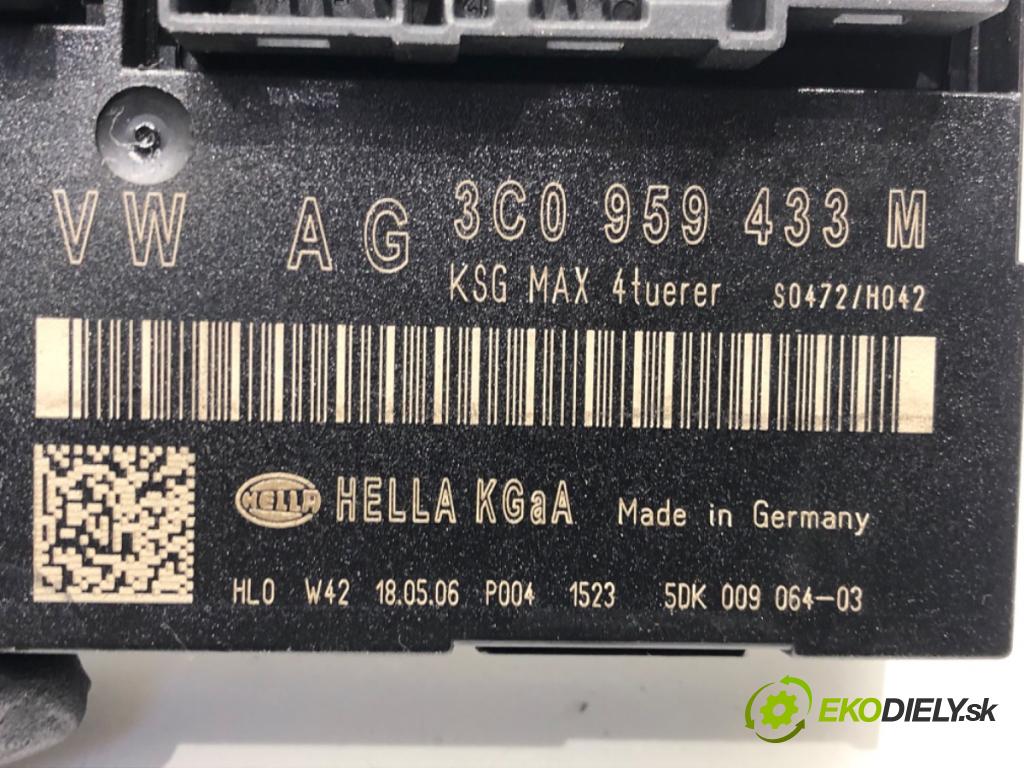 VW AG 3C0 959 433 M
KSG MAX 4tuerer S0472/H042
HELLA HELLA KGaA Made in Germany
HLO W42 18.05.06 P004 1523 5DK 009 064-03
EKODIELY.sk